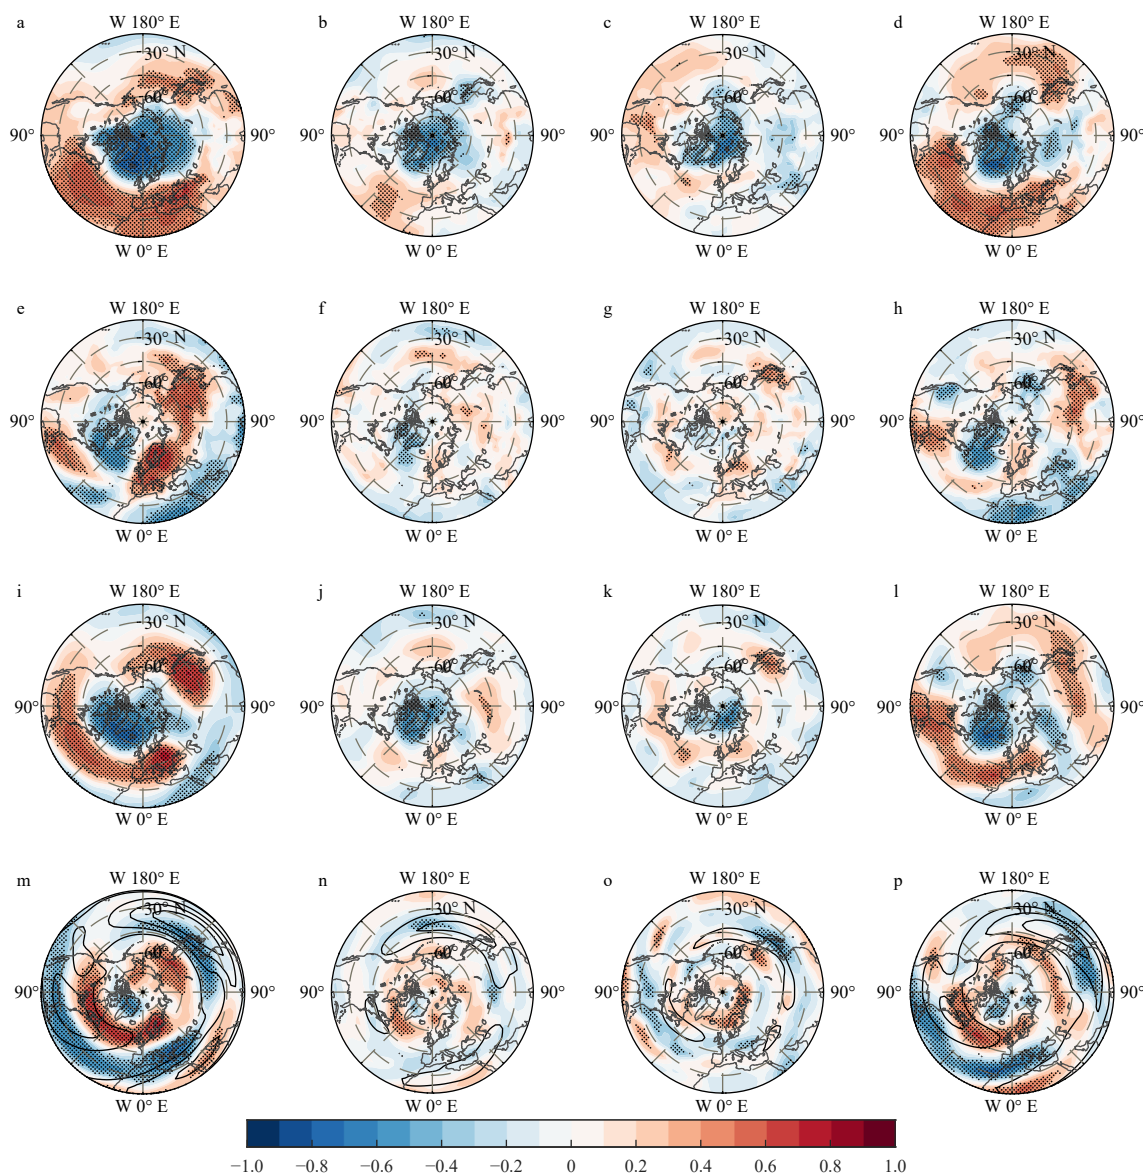 a W 180° E b W 180° E c W 180° E d W 180° E
30° N 30° N 30° N 30° N
60° 60° 60° 60°
90° 90° 90° 90° 90° 90° 90° 90°
W 0° E W 0° E W 0° E W 0° E
e W 180° E f W 180° E g W 180° E h W 180° E
30° N 30° N 30° N 30° N
60° 60° 60° 60°
90° 90° 90° 90° 90° 90° 90° 90°
W 0° E W 0° E W 0° E W 0° E
i W 180° E j W 180° E k W 180° E l W 180° E
30° N 30° N 30° N 30° N
60° 60° 60° 60°
90° 90° 90° 90° 90° 90° 90° 90°
W 0° E W 0° E W 0° E W 0° E
m W 180° E n W 180° E o W 180° E p W 180° E
30° N 30° N 30° N 30° N
60° 60° 60° 60°
90° 90° 90° 90° 90° 90° 90° 90°
W 0° E W 0° E W 0° E W 0° E
−1.0 −0.8 −0.6 −0.4 −0.2 0 0.2 0.4 0.6 0.8 1.0